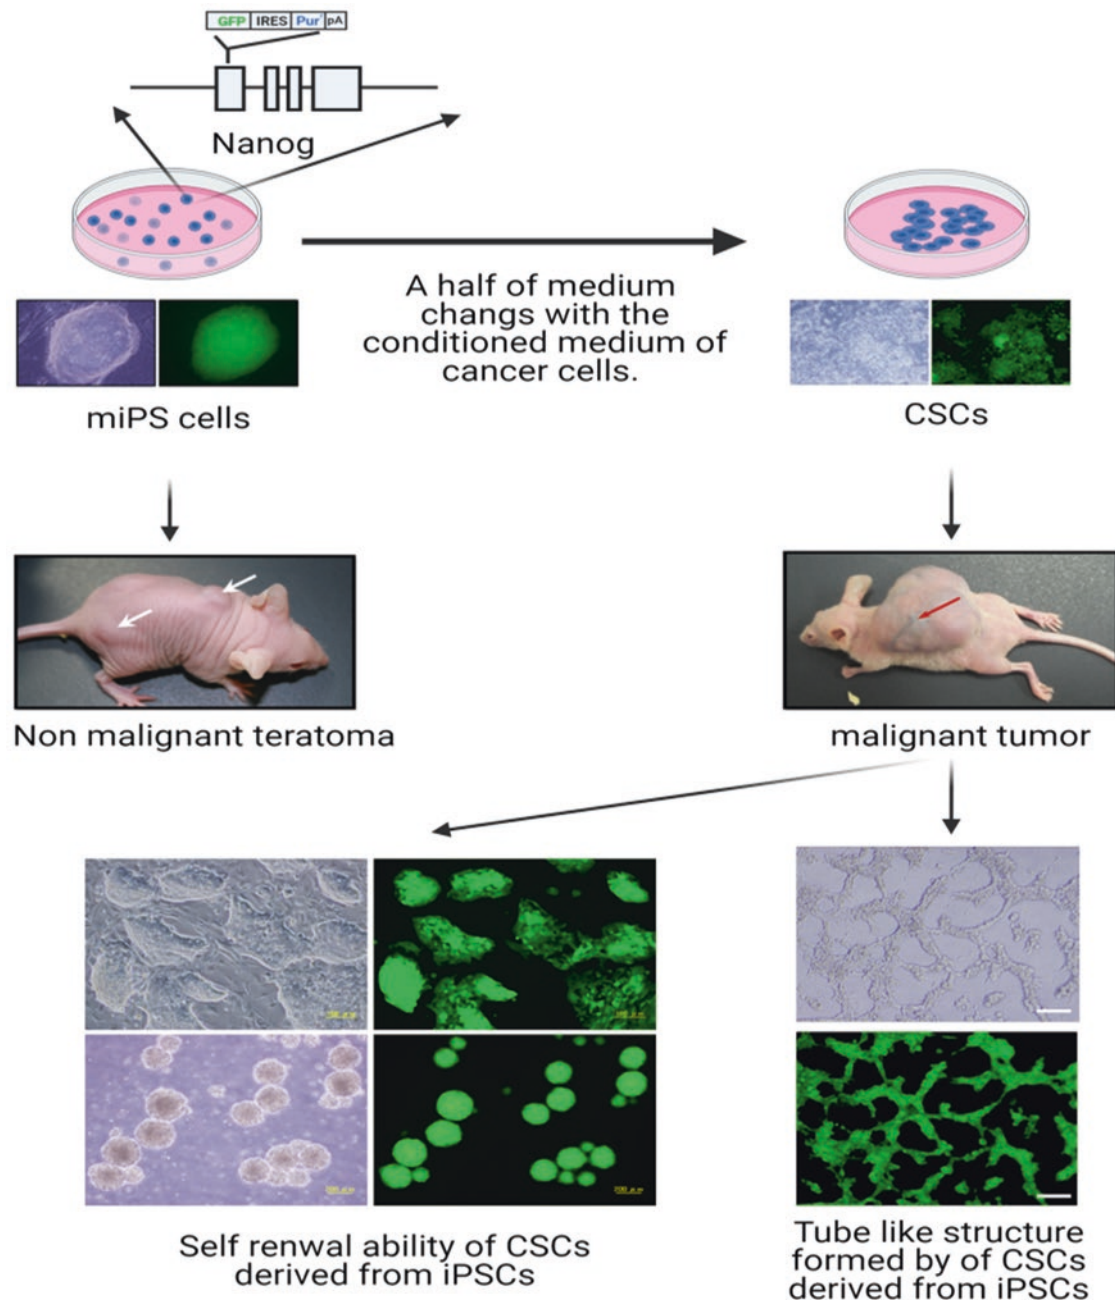 GFP IRES Pur^r pA
Nanog
A half of medium
changs with the
conditioned medium of
cancer cells.
miPS cells
CSCs
Non malignant teratoma
malignant tumor
Self renwal ability of CSCs
derived from iPSCs
Tube like structure
formed by of CSCs
derived from iPSCs